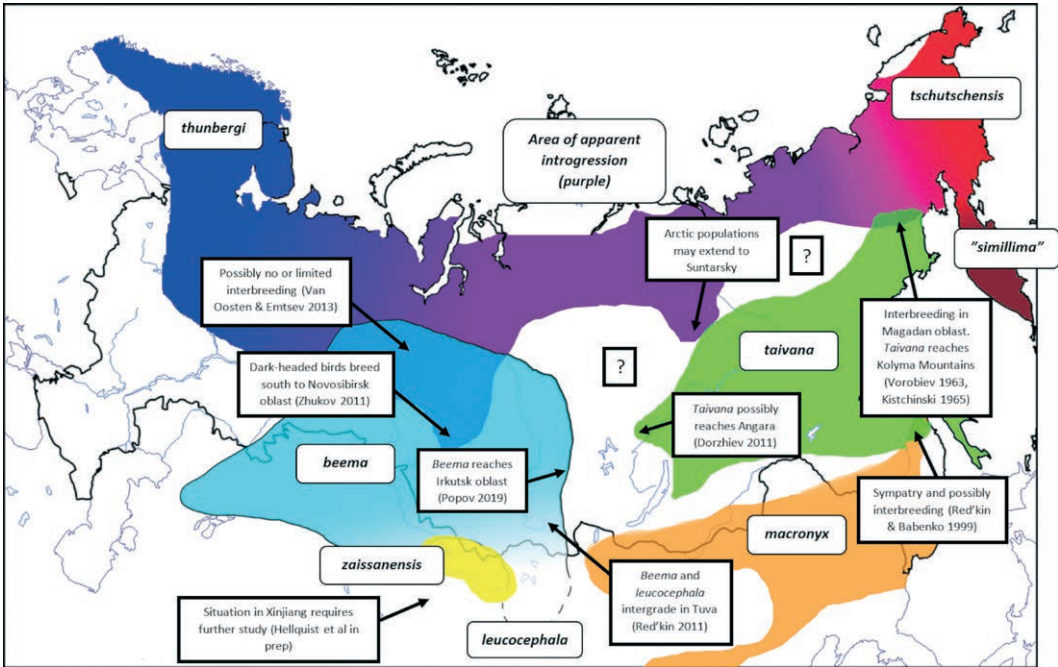 thunbergi
Area of apparent
introgression
(purple)
tschutschensis
"simillima"
Arctic populations
may extend to
Suntarsky
?
?
Possibly no or limited
interbreeding (Van
Oosten & Emtsev 2013)
Dark-headed birds breed
south to Novosibirsk
oblast (Zhukov 2011)
taivana
Interbreeding in
Magadan oblast.
Taivana reaches
Kolyma Mountains
(Vorobiev 1963,
Kistchinski 1965)
Taivana possibly
reaches Angara
(Dorzhiev 2011)
beema
Beema reaches
Irkutsk oblast
(Popov 2019)
Sympatry and possibly
interbreeding (Red'kin
& Babenko 1999)
macronyx
zaissanensis
Beema and
leucocephala
intergrade in Tuva
(Red'kin 2011)
Situation in Xinjiang requires
further study (Hellquist et al in
prep)
leucocephala